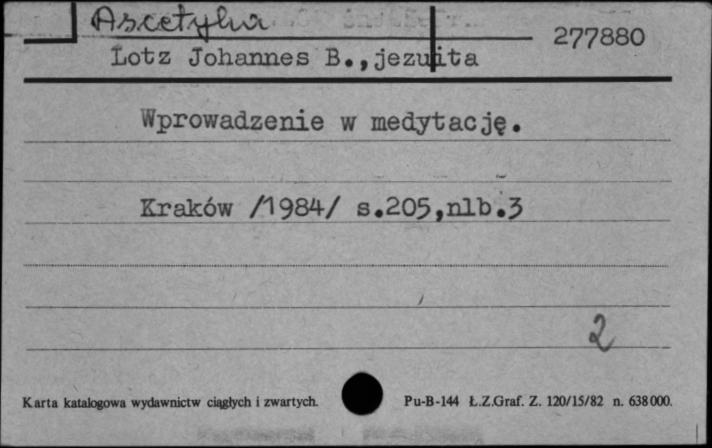 Ascetyka
277880
Lotz Johannes B.,jezuita
Wprowadzenie w medytację.
Kraków /1984/ s.205,nlb.3
2
Karta katalogowa wydawnictw ciągłych i zwartych.
Pu-B-144 Ł.Z.Graf. Z. 120/15/82 n. 638000.